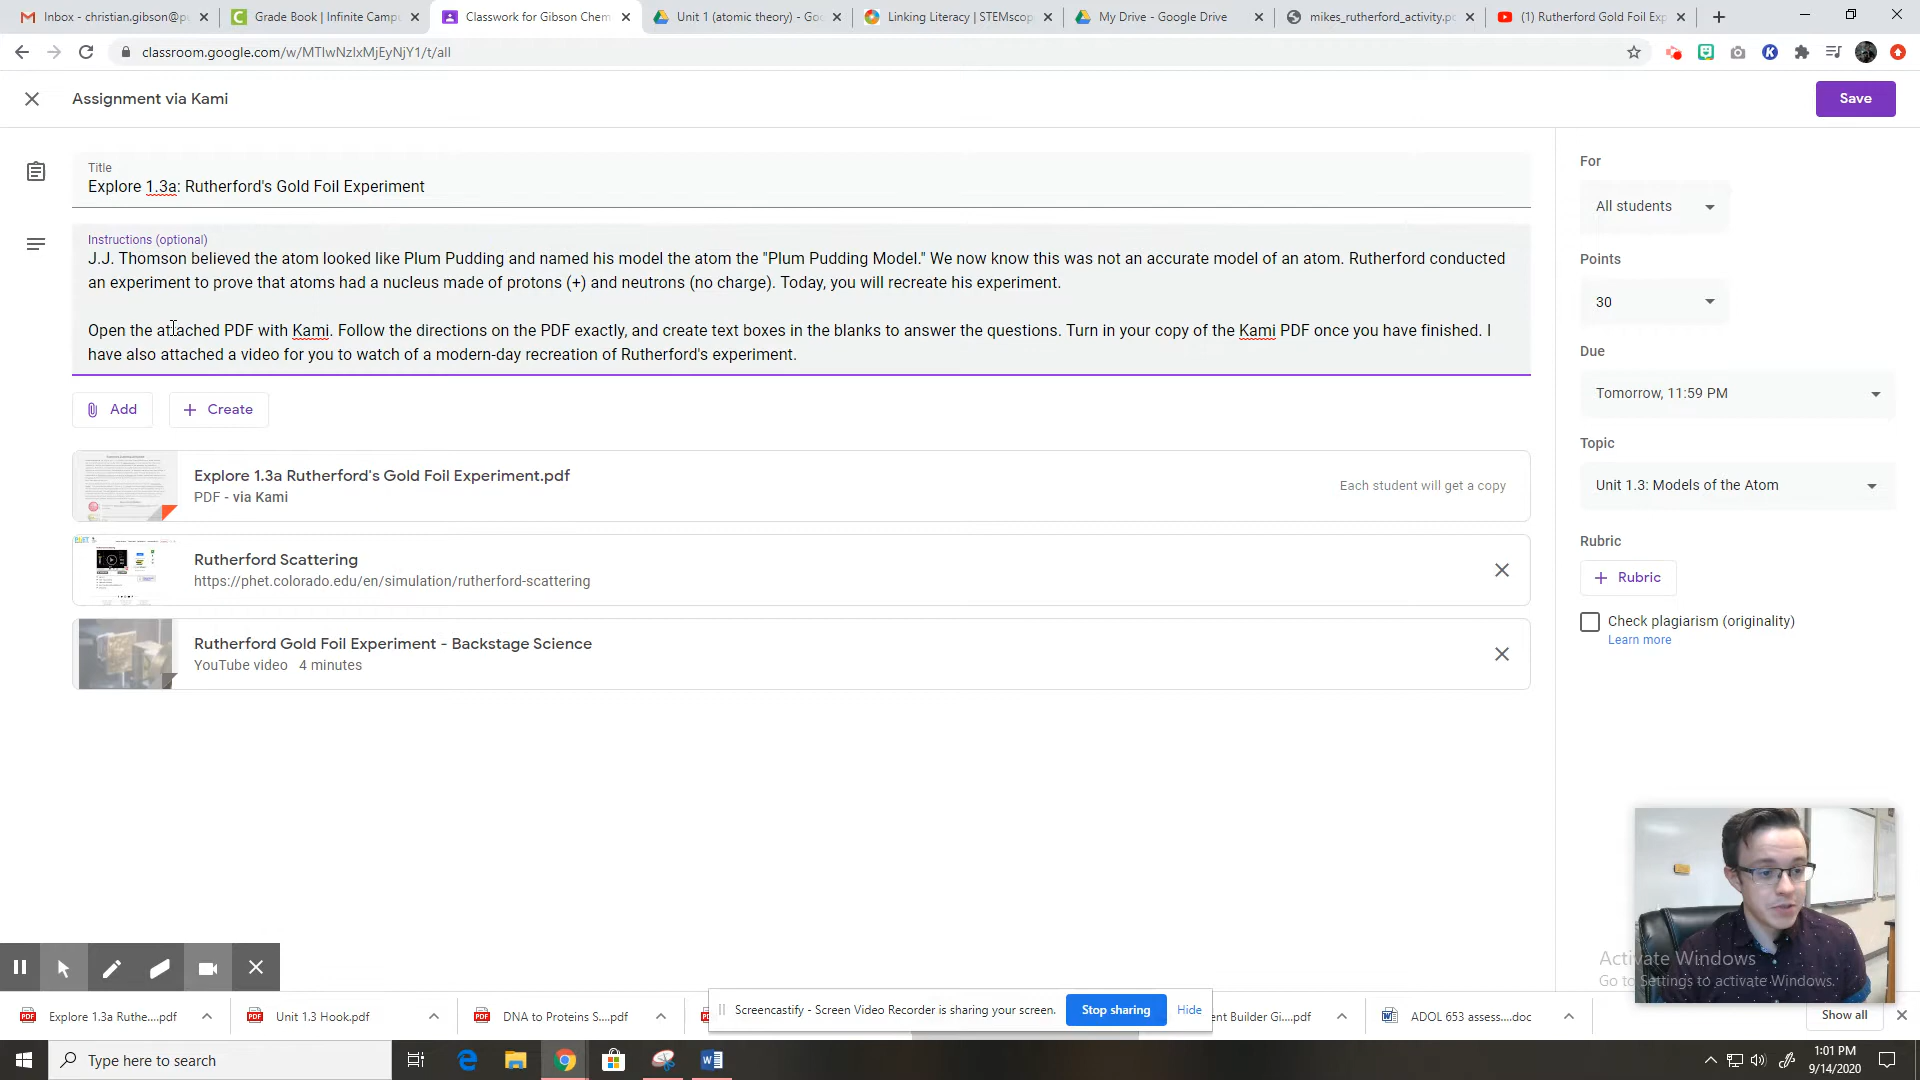 Inbox - christian.gibson@pu
Grade Book | Infinite Campu
Classwork for Gibson Chem
Unit 1 (atomic theory) - Goo
Linking Literacy | STEMscop
My Drive - Google Drive
mikes_rutherford_activity.pd
(1) Rutherford Gold Foil Exp
classroom.google.com/w/MTIwNzIxMjEyNjY1/t/all
Assignment via Kami
Save
Title
Explore 1.3a: Rutherford's Gold Foil Experiment
Instructions (optional)
J.J. Thomson believed the atom looked like Plum Pudding and named his model the atom the "Plum Pudding Model." We now know this was not an accurate model of an atom. Rutherford conducted
an experiment to prove that atoms had a nucleus made of protons (+) and neutrons (no charge). Today, you will recreate his experiment.
Open the attached PDF with Kami. Follow the directions on the PDF exactly, and create text boxes in the blanks to answer the questions. Turn in your copy of the Kami PDF once you have finished. I
have also attached a video for you to watch of a modern-day recreation of Rutherford's experiment.
Add
Create
Explore 1.3a Rutherford's Gold Foil Experiment.pdf
PDF - via Kami
Each student will get a copy
Rutherford Scattering
https://phet.colorado.edu/en/simulation/rutherford-scattering
Rutherford Gold Foil Experiment - Backstage Science
YouTube video 4 minutes
For
All students
Points
30
Due
Tomorrow, 11:59 PM
Topic
Unit 1.3: Models of the Atom
Rubric
Rubric
Check plagiarism (originality)
Learn more
Activate Windows
Go to Settings to activate Windows.
Explore 1.3a Ruthe....pdf
Unit 1.3 Hook.pdf
DNA to Proteins S....pdf
Screencastify - Screen Video Recorder is sharing your screen.
Stop sharing
Hide
ent Builder Gi....pdf
ADOL 653 assess....doc
Show all
Type here to search
1:01 PM
9/14/2020